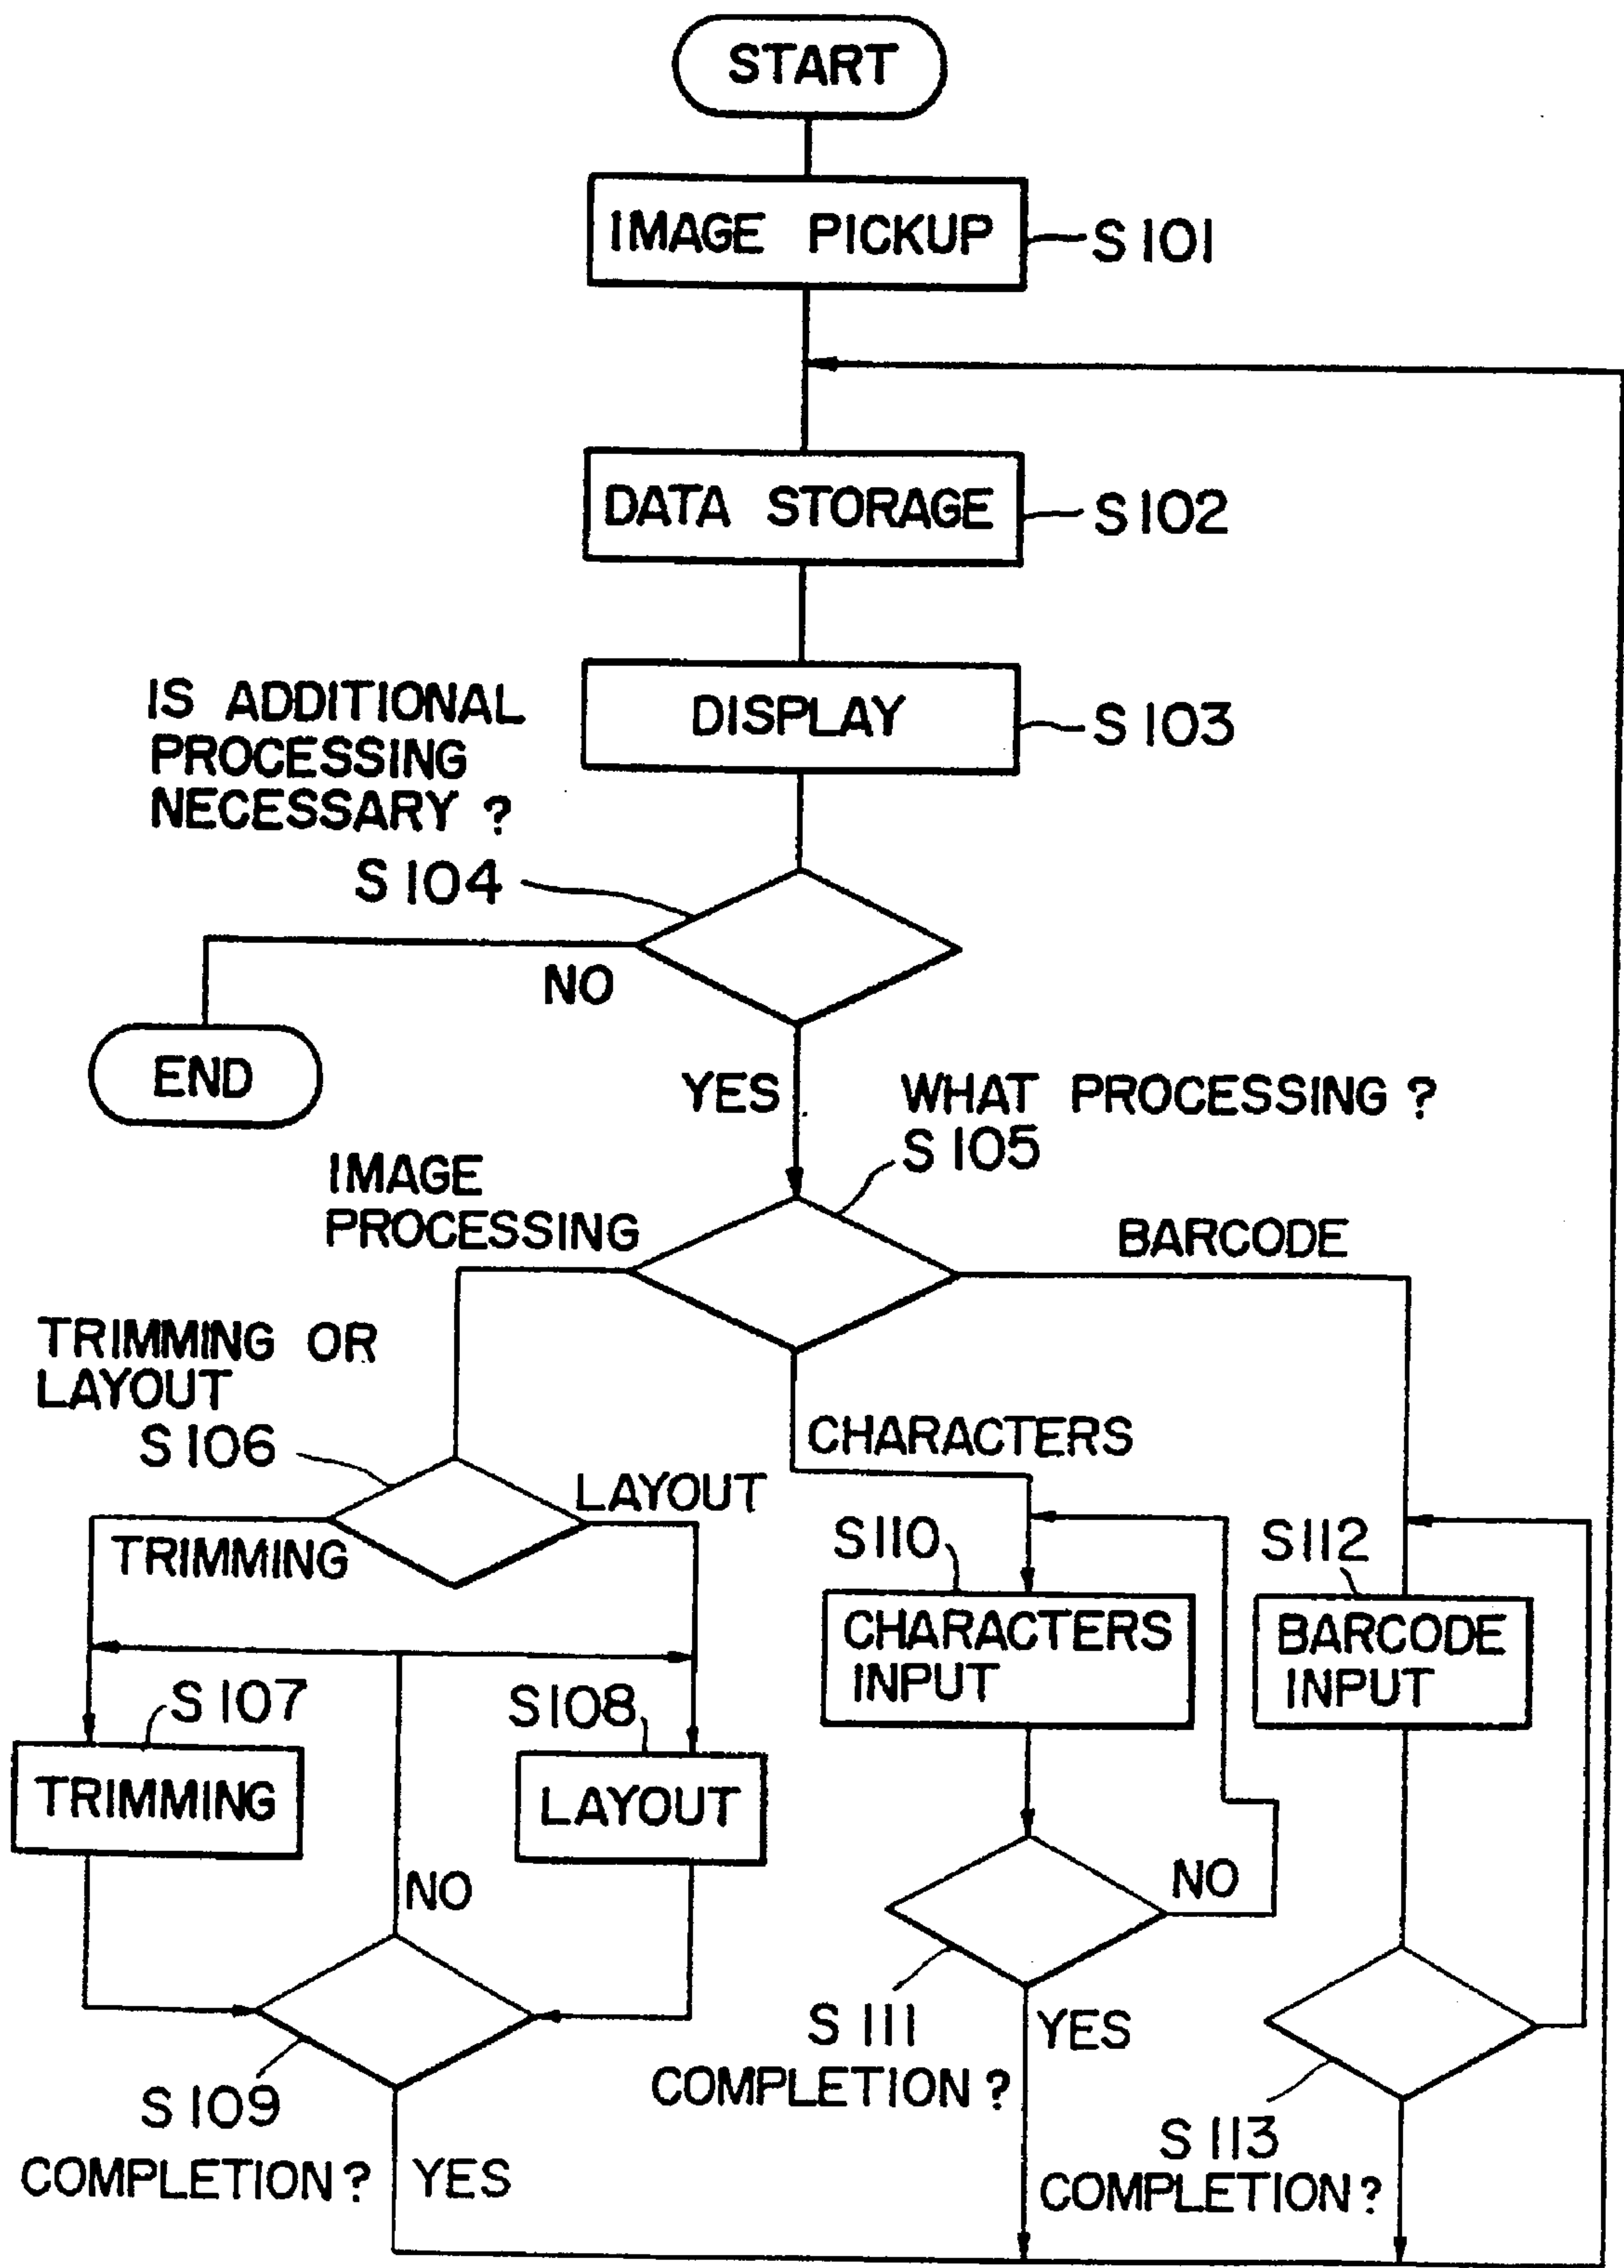 START
IMAGE PICKUP
S101
DATA STORAGE
S102
DISPLAY
S103
IS ADDITIONAL
PROCESSING
NECESSARY ?
S104
NO
END
YES
WHAT PROCESSING ?
S105
IMAGE
PROCESSING
BARCODE
TRIMMING OR
LAYOUT
S106
CHARACTERS
LAYOUT
TRIMMING
S110
S112
CHARACTERS
INPUT
BARCODE
INPUT
S107
S108
TRIMMING
LAYOUT
NO
NO
S111
COMPLETION ?
YES
S109
COMPLETION ?
YES
S113
COMPLETION ?